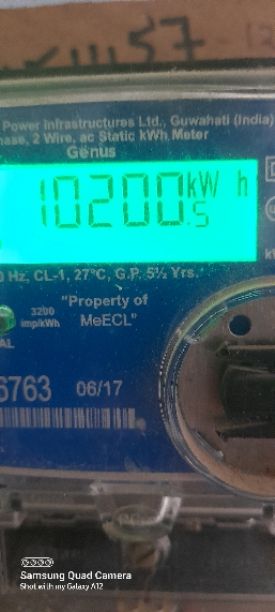 Power Infrastructures Ltd., Guwahati (India)
hase, 2 Wire, ac Static kWh Meter
Genus
10200.5 kW h
0 Hz, CL-1, 27°C, G.P. 5½ Yrs.
3200
imp/kWh
"Property of
MeECL"
AL
6763 06/17
Samsung Quad Camera
Shot with my Galaxy A12